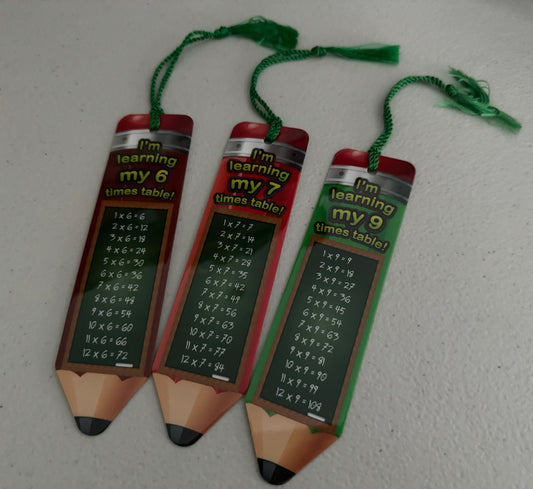 I'm
learning
my 6
times table!
1 x 6 = 6
2 x 6 = 12
3 x 6 = 18
4 x 6 = 24
5 x 6 = 30
6 x 6 = 36
7 x 6 = 42
8 x 6 = 48
9 x 6 = 54
10 x 6 = 60
11 x 6 = 66
12 x 6 = 72
I'm
learning
my 7
times table!
1 x 7 = 7
2 x 7 = 14
3 x 7 = 21
4 x 7 = 28
5 x 7 = 35
6 x 7 = 42
7 x 7 = 49
8 x 7 = 56
9 x 7 = 63
10 x 7 = 70
11 x 7 = 77
12 x 7 = 84
I'm
learning
my 9
times table!
1 x 9 = 9
2 x 9 = 18
3 x 9 = 27
4 x 9 = 36
5 x 9 = 45
6 x 9 = 54
7 x 9 = 63
8 x 9 = 72
9 x 9 = 81
10 x 9 = 90
11 x 9 = 99
12 x 9 = 108